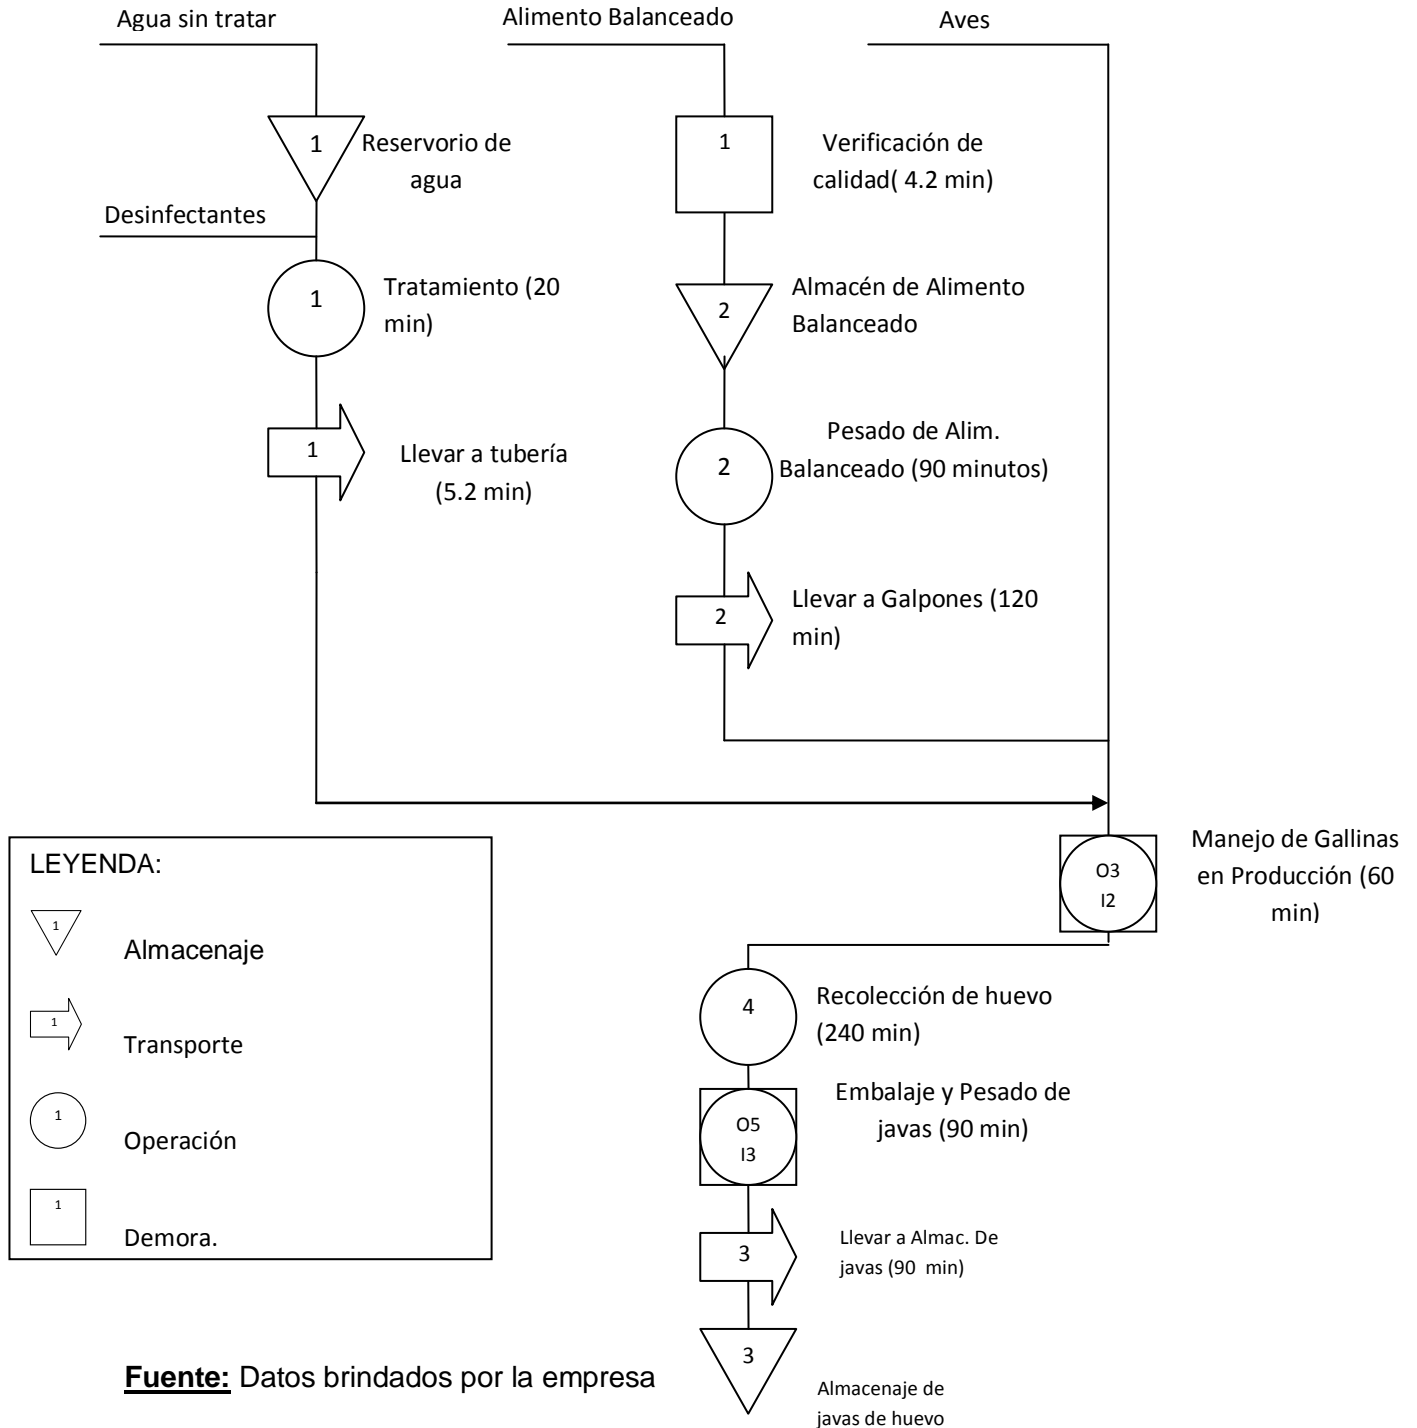 Agua sin tratar
Alimento Balanceado
Aves
1
Reservorio de
agua
Desinfectantes
1
Tratamiento (20
min)
1
Llevar a tubería
(5.2 min)
1
Verificación de
calidad( 4.2 min)
2
Almacén de Alimento
Balanceado
2
Pesado de Alim.
Balanceado (90 minutos)
2
Llevar a Galpones (120
min)
O3
I2
Manejo de Gallinas
en Producción (60
min)
4
Recolección de huevo
(240 min)
O5
I3
Embalaje y Pesado de
javas (90 min)
3
Llevar a Almac. De
javas (90 min)
3
Almacenaje de
javas de huevo
LEYENDA:
1
Almacenaje
1
Transporte
1
Operación
1
Demora.
Fuente: Datos brindados por la empresa